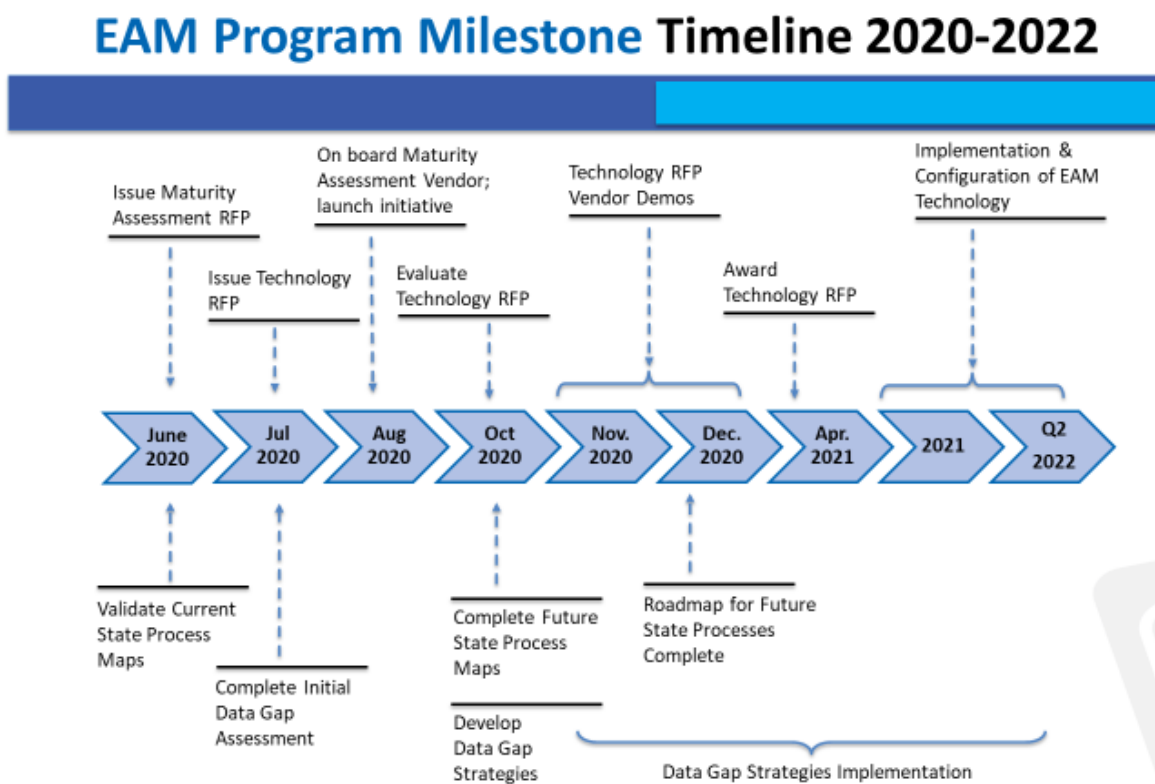 EAM Program Milestone Timeline 2020-2022
Issue Maturity
Assessment RFP
Issue Technology
RFP
On board Maturity
Assessment Vendor;
launch initiative
Evaluate
Technology RFP
Technology RFP
Vendor Demos
Award
Technology RFP
Implementation &
Configuration of EAM
Technology
June
2020
Jul
2020
Aug
2020
Oct
2020
Nov.
2020
Dec.
2020
Apr.
2021
2021
Q2
2022
Validate Current
State Process
Maps
Complete Initial
Data Gap
Assessment
Complete Future
State Process
Maps
Develop
Data Gap
Strategies
Roadmap for Future
State Processes
Complete
Data Gap Strategies Implementation